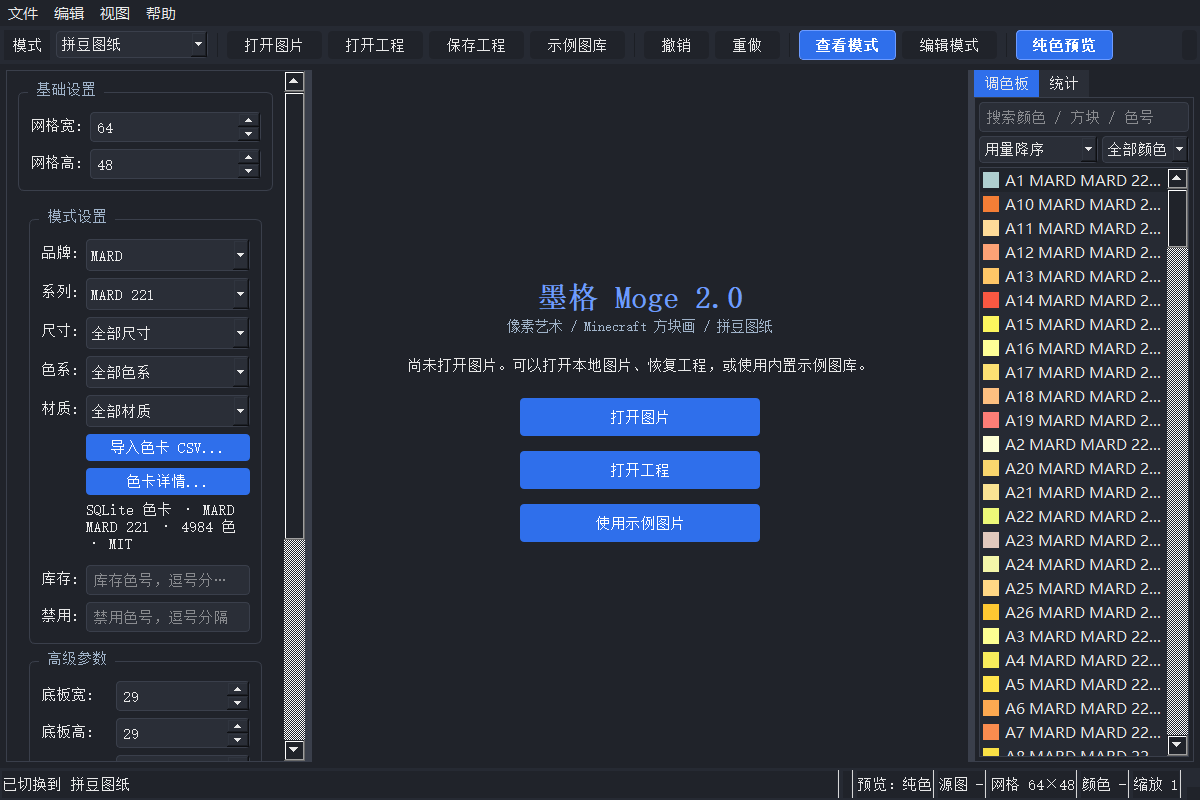 文件 编辑 视图 帮助
模式 拼豆图纸 打开图片 打开工程 保存工程 示例图库 撤销 重做 查看模式 编辑模式 纯色预览
基础设置
网格宽: 64
网格高: 48
模式设置
品牌: MARD
系列: MARD 221
尺寸: 全部尺寸
色系: 全部色系
材质: 全部材质
导入色卡 CSV...
色卡详情...
SQLite 色卡 · MARD
MARD 221 · 4984 色
· MIT
库存: 库存色号, 逗号分…
禁用: 禁用色号, 逗号分隔
高级参数
底板宽: 29
底板高: 29
墨格 Moge 2.0
像素艺术 / Minecraft 方块画 / 拼豆图纸
尚未打开图片。可以打开本地图片、恢复工程，或使用内置示例图库。
打开图片
打开工程
使用示例图片
调色板 统计
搜索颜色 / 方块 / 色号
用量降序 全部颜色
A1 MARD MARD 22...
A10 MARD MARD 2...
A11 MARD MARD 2...
A12 MARD MARD 2...
A13 MARD MARD 2...
A14 MARD MARD 2...
A15 MARD MARD 2...
A16 MARD MARD 2...
A17 MARD MARD 2...
A18 MARD MARD 2...
A19 MARD MARD 2...
A2 MARD MARD 22...
A20 MARD MARD 2...
A21 MARD MARD 2...
A22 MARD MARD 2...
A23 MARD MARD 2...
A24 MARD MARD 2...
A25 MARD MARD 2...
A26 MARD MARD 2...
A3 MARD MARD 22...
A4 MARD MARD 22...
A5 MARD MARD 22...
A6 MARD MARD 22...
A7 MARD MARD 22...
A8 MARD MARD 22...
已切换到 拼豆图纸 预览: 纯色 源图 - 网格 64×48 颜色 - 缩放 1